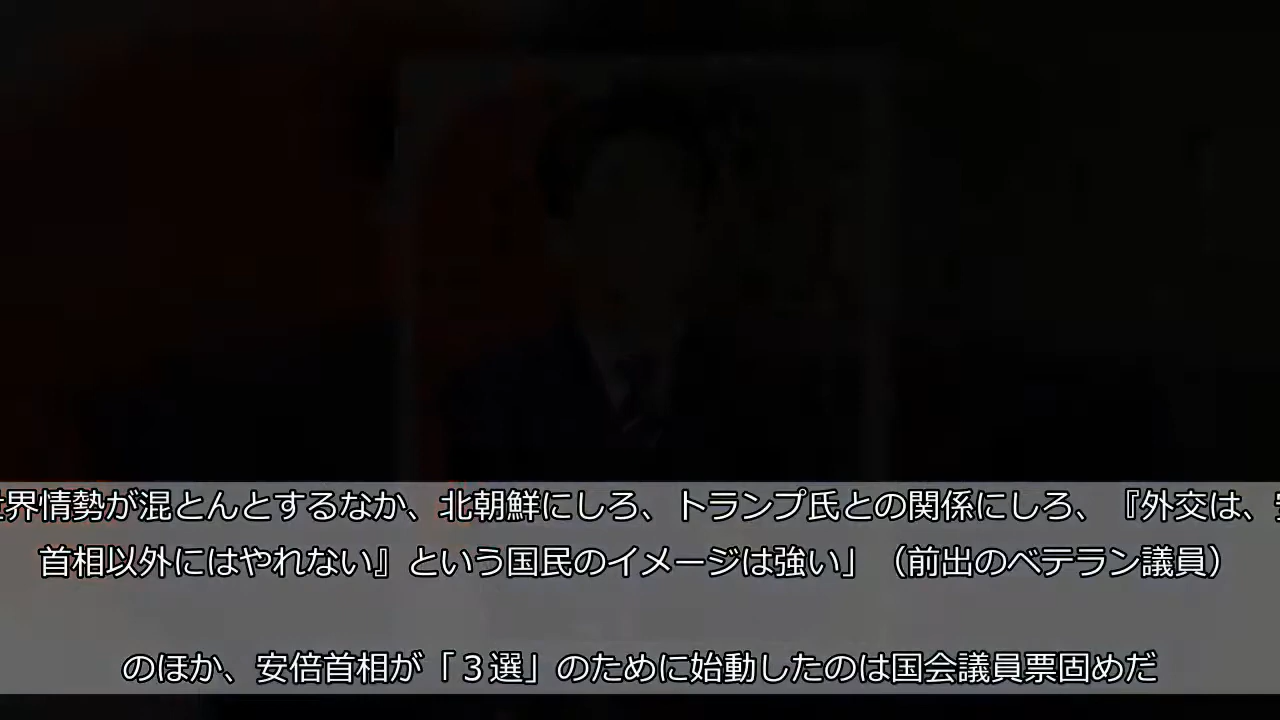 界情勢が混とんとするなか、北朝鮮にしろ、トランプ氏との関係にしろ、『外交は、
首相以外にはやれない』という国民のイメージは強い」（前出のベテラン議員）
のほか、安倍首相が「３選」のために始動したのは国会議員票固めだ